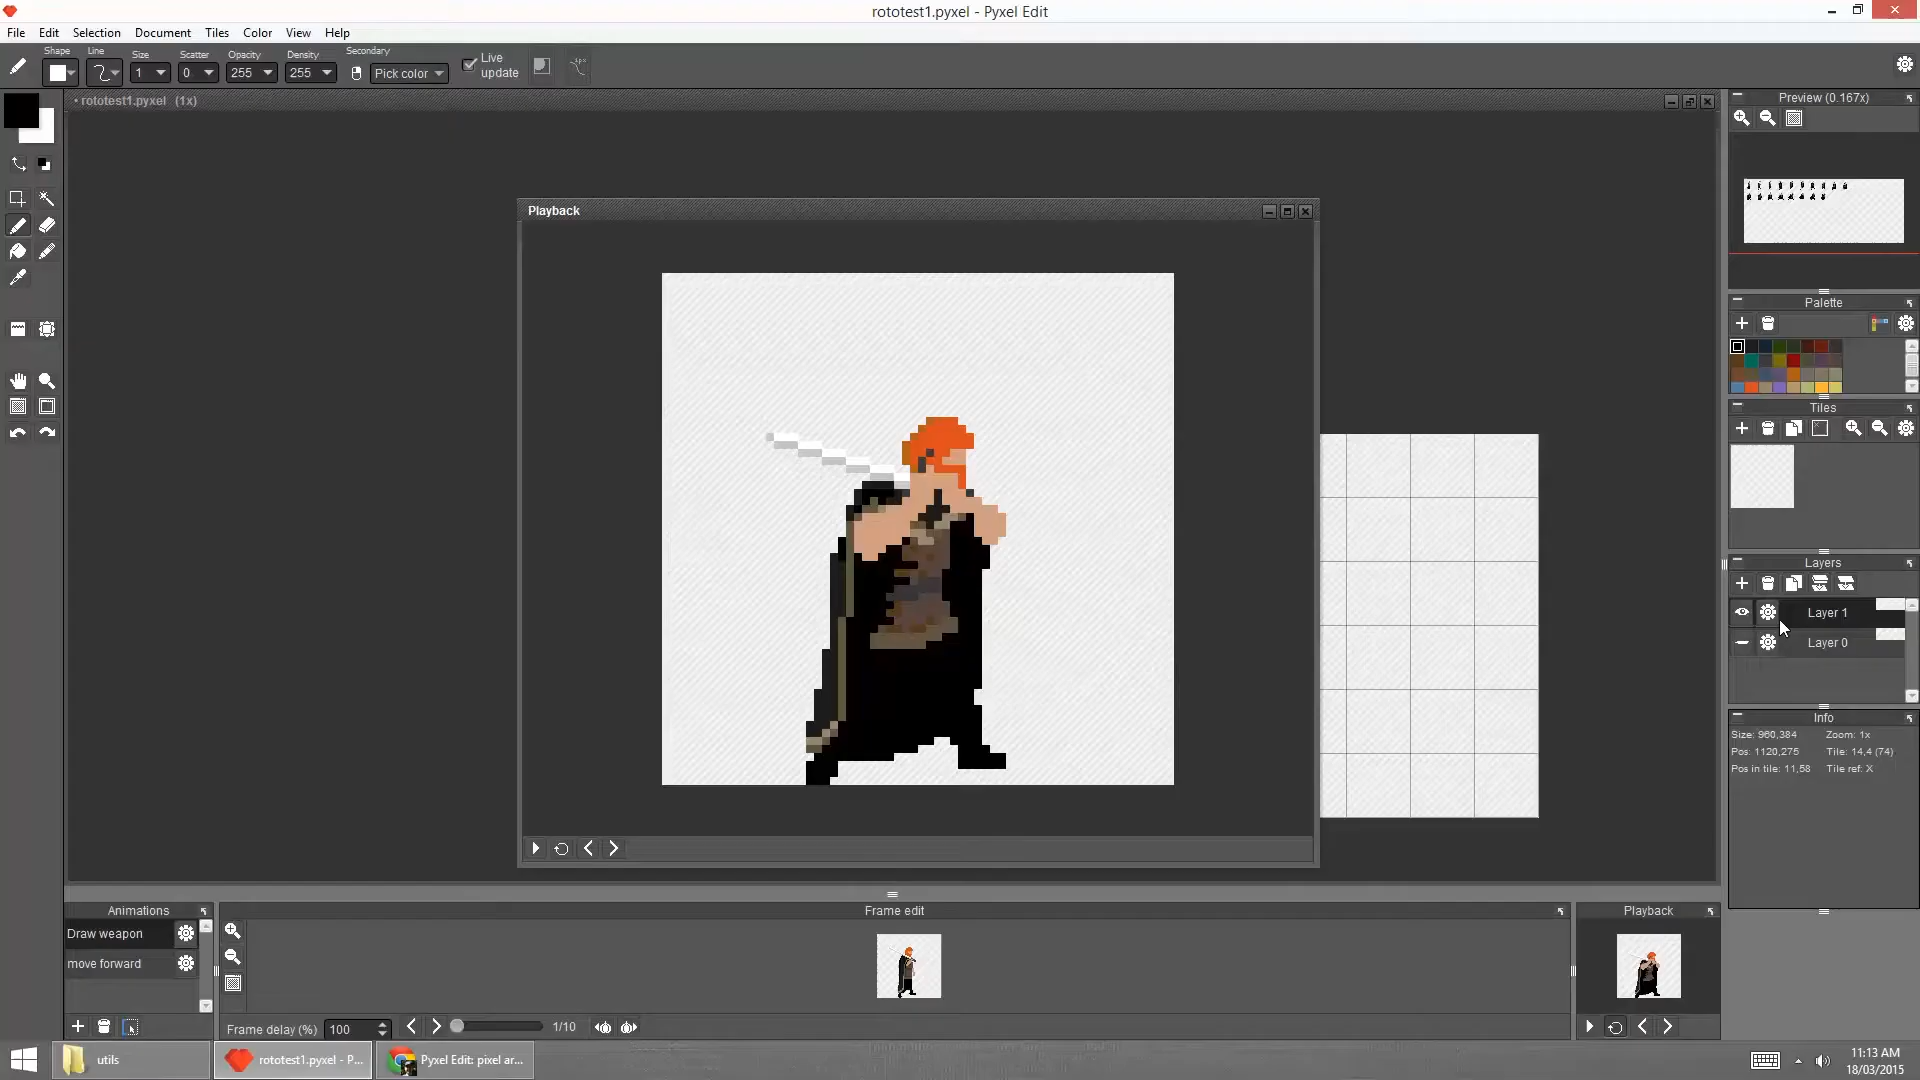 rototest1.pyxel - Pyxel Edit
File Edit Selection Document Tiles Color View Help
Shape Line Size Scatter Opacity Density Secondary
1 0 255 255 Pick color Live update
• rototest1.pyxel (1x)
Preview (0.167x)
Playback
Palette
Tiles
Layers
Layer 1
Layer 0
Info
Size: 960,384 Zoom: 1x
Pos: 1120,275 Tile: 14,4 (74)
Pos in tile: 11,58 Tile ref: X
Animations
Frame edit
Playback
Draw weapon
move forward
Frame delay (%) 100 1/10
utils
rototest1.pyxel - P...
Pyxel Edit: pixel ar...
11:13 AM
18/03/2015